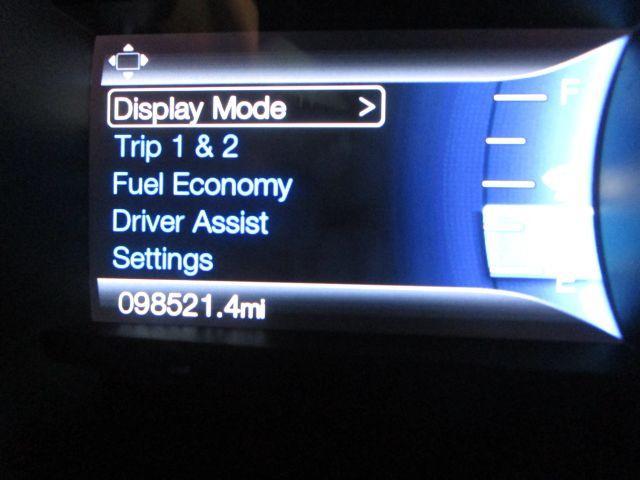 Display Mode >
Trip 1 & 2
Fuel Economy
Driver Assist
Settings
098521.4mi
F
E